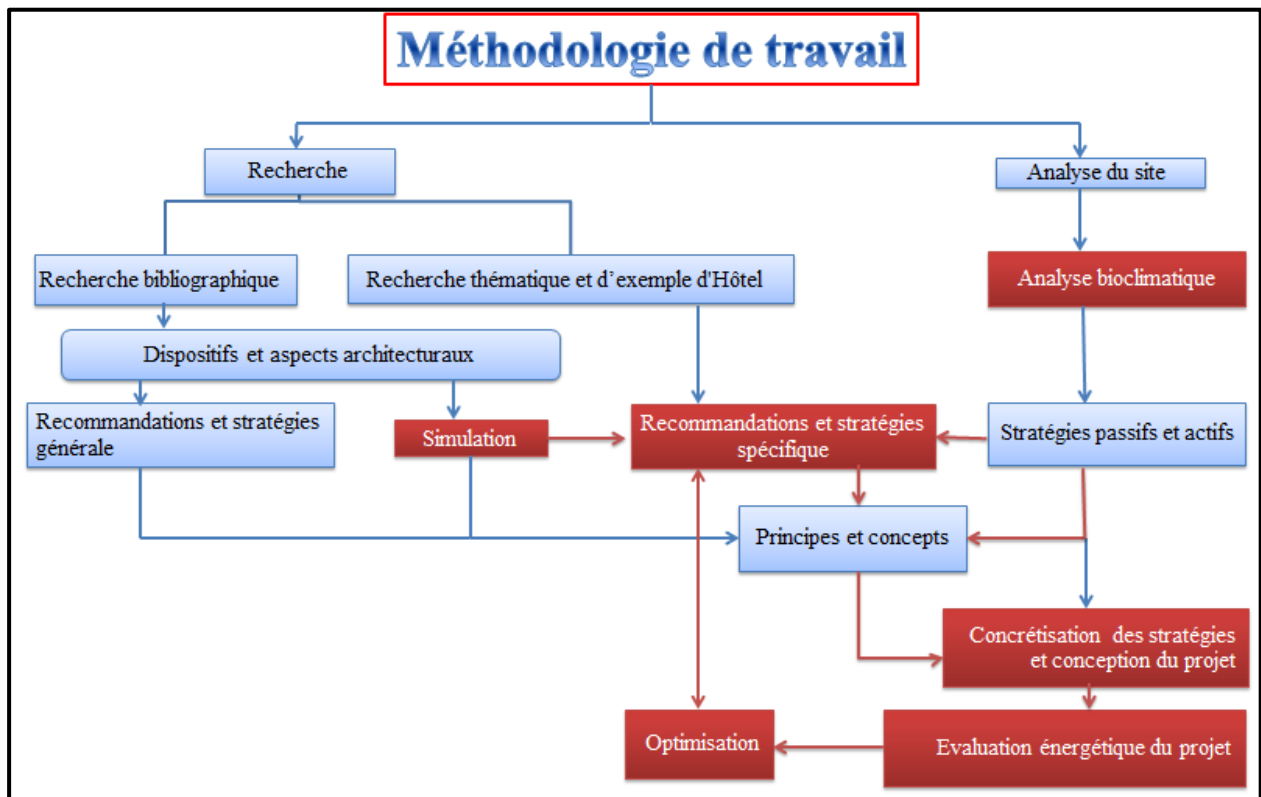 Méthodologie de travail
Recherche
Analyse du site
Recherche bibliographique
Recherche thématique et d’exemple d'Hôtel
Analyse bioclimatique
Dispositifs et aspects architecturaux
Recommandations et stratégies
générale
Simulation
Recommandations et stratégies
spécifique
Stratégies passifs et actifs
Principes et concepts
Concrétisation des stratégies
et conception du projet
Optimisation
Evaluation énergétique du projet